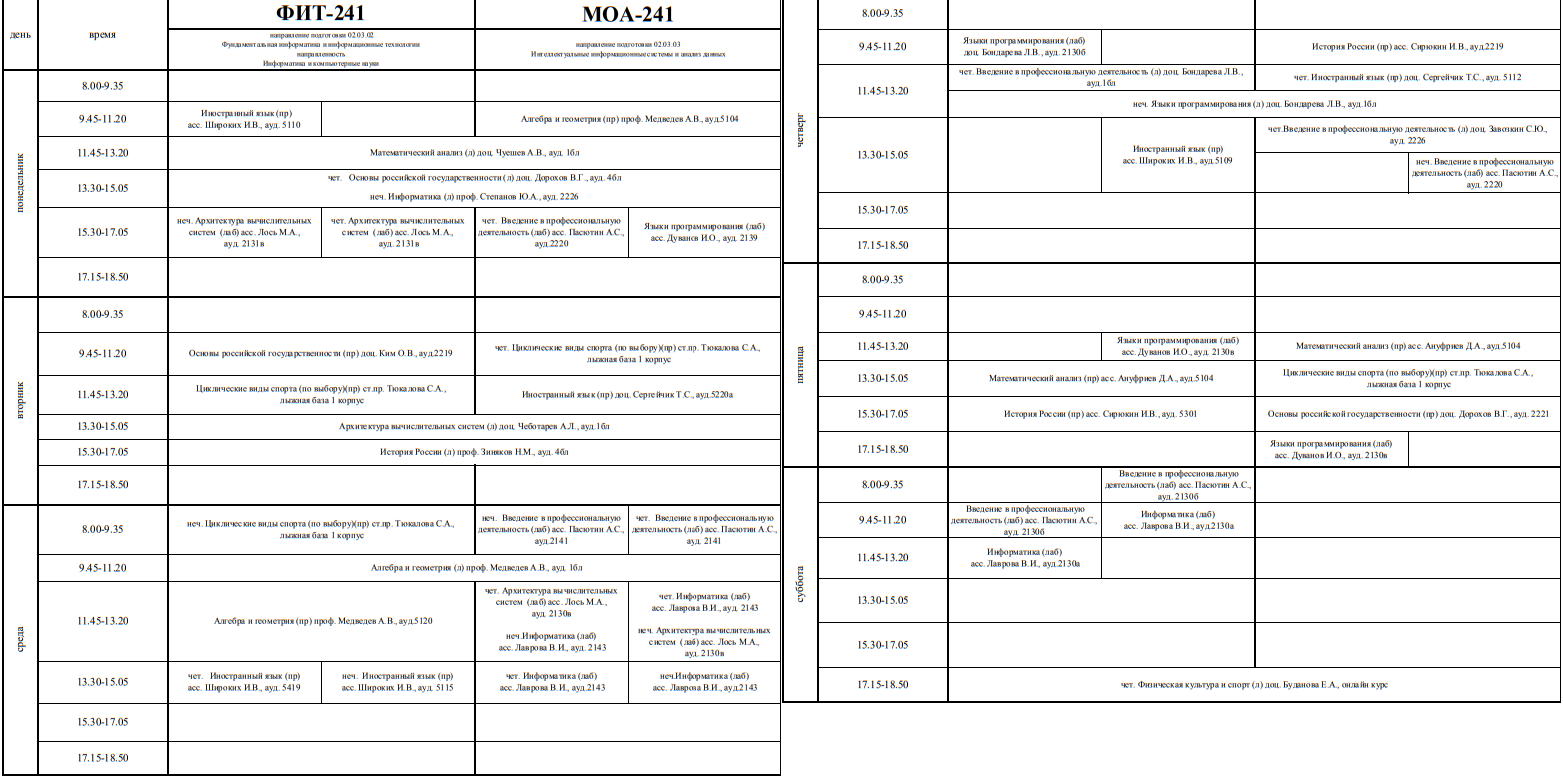 день
время
ФИТ-241
МОА-241
направление подготовки 02.03.02
Фундаментальная информатика и информационные технологии
направленность
Информатика и компьютерные науки
направление подготовки 02.03.03
Интеллектуальные информационные системы и анализ данных
понедельник
8.00-9.35
9.45-11.20
Иностранный язык (пр)
асс. Широких И.В., ауд. 5110
Алгебра и геометрия (пр) проф. Медведев А.В., ауд.5104
11.45-13.20
Математический анализ (л) доц. Чуешев А.В., ауд. 1бл
13.30-15.05
чет. Основы российской государственности (л) доц. Дорохов В.Г., ауд. 4бл
неч. Информатика (л) проф. Степанов Ю.А., ауд. 2226
15.30-17.05
неч. Архитектура вычислительных
систем (лаб) асс. Лось М.А.,
ауд. 2131в
чет. Архитектура вычислительных
систем (лаб) асс. Лось М.А.,
ауд. 2131в
чет. Введение в профессиональную
деятельность (лаб) асс. Пасютин А.С.,
ауд.2220
Языки программирования (лаб)
асс. Дуванов И.О., ауд. 2139
17.15-18.50
вторник
8.00-9.35
9.45-11.20
Основы российской государственности (пр) доц. Ким О.В., ауд.2219
чет. Циклические виды спорта (по выбору)(пр) ст.пр. Тюкалова С.А.,
лыжная база 1 корпус
11.45-13.20
Циклические виды спорта (по выбору)(пр) ст.пр. Тюкалова С.А.,
лыжная база 1 корпус
Иностранный язык (пр) доц. Сергейчик Т.С., ауд.5220а
13.30-15.05
Архитектура вычислительных систем (л) доц. Чеботарев А.Л., ауд.1бл
15.30-17.05
История России (л) проф. Зиняков Н.М., ауд. 4бл
17.15-18.50
среда
8.00-9.35
неч. Циклические виды спорта (по выбору)(пр) ст.пр. Тюкалова С.А.,
лыжная база 1 корпус
неч. Введение в профессиональную
деятельность (лаб) асс. Пасютин А.С.,
ауд.2141
чет. Введение в профессиональную
деятельность (лаб) асс. Пасютин А.С.,
ауд. 2141
9.45-11.20
Алгебра и геометрия (л) проф. Медведев А.В., ауд. 1бл
11.45-13.20
Алгебра и геометрия (пр) проф. Медведев А.В., ауд.5120
чет. Архитектура вычислительных
систем (лаб) асс. Лось М.А.,
ауд. 2130в
неч.Информатика (лаб)
асс. Лаврова В.И., ауд. 2143
чет. Информатика (лаб)
асс. Лаврова В.И., ауд. 2143
неч. Архитектура вычислительных
систем (лаб) асс. Лось М.А.,
ауд. 2130в
13.30-15.05
чет. Иностранный язык (пр)
асс. Широких И.В., ауд. 5419
неч. Иностранный язык (пр)
асс. Широких И.В., ауд. 5115
чет. Информатика (лаб)
асс. Лаврова В.И., ауд.2143
неч.Информатика (лаб)
асс. Лаврова В.И., ауд.2143
15.30-17.05
17.15-18.50
четверг
8.00-9.35
9.45-11.20
Языки программирования (лаб)
доц. Бондарева Л.В., ауд. 2130б
История России (пр) асс. Сирюкин И.В., ауд.2219
11.45-13.20
чет. Введение в профессиональную деятельность (л) доц. Бондарева Л.В.,
ауд.1бл
чет. Иностранный язык (пр) доц. Сергейчик Т.С., ауд. 5112
неч. Языки программирования (л) доц. Бондарева Л.В., ауд.1бл
13.30-15.05
Иностранный язык (пр)
асс. Широких И.В., ауд.5109
чет.Введение в профессиональную деятельность (л) доц. Завозкин С.Ю.,
ауд. 2226
неч. Введение в профессиональную
деятельность (лаб) асс. Пасютин А.С.,
ауд. 2220
15.30-17.05
17.15-18.50
пятница
8.00-9.35
9.45-11.20
11.45-13.20
Языки программирования (лаб)
асс. Дуванов И.О., ауд. 2130в
Математический анализ (пр) асс. Ануфриев Д.А., ауд.5104
13.30-15.05
Математический анализ (пр) асс. Ануфриев Д.А., ауд.5104
Циклические виды спорта (по выбору)(пр) ст.пр. Тюкалова С.А.,
лыжная база 1 корпус
15.30-17.05
История России (пр) асс. Сирюкин И.В., ауд. 5301
Основы российской государственности (пр) доц. Дорохов В.Г., ауд. 2221
17.15-18.50
Языки программирования (лаб)
асс. Дуванов И.О., ауд. 2130в
суббота
8.00-9.35
Введение в профессиональную
деятельность (лаб) асс. Пасютин А.С.,
ауд. 2130б
9.45-11.20
Введение в профессиональную
деятельность (лаб) асс. Пасютин А.С.,
ауд. 2130б
Информатика (лаб)
асс. Лаврова В.И., ауд.2130а
11.45-13.20
Информатика (лаб)
асс. Лаврова В.И., ауд.2130а
13.30-15.05
15.30-17.05
17.15-18.50
чет. Физическая культура и спорт (л) доц. Буданова Е.А., онлайн курс